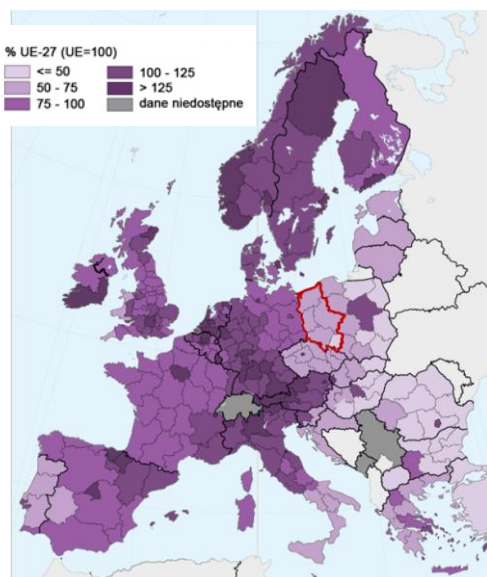 % UE-27 (UE=100)
<= 50
50 - 75
75 - 100
100 - 125
> 125
dane niedostępne